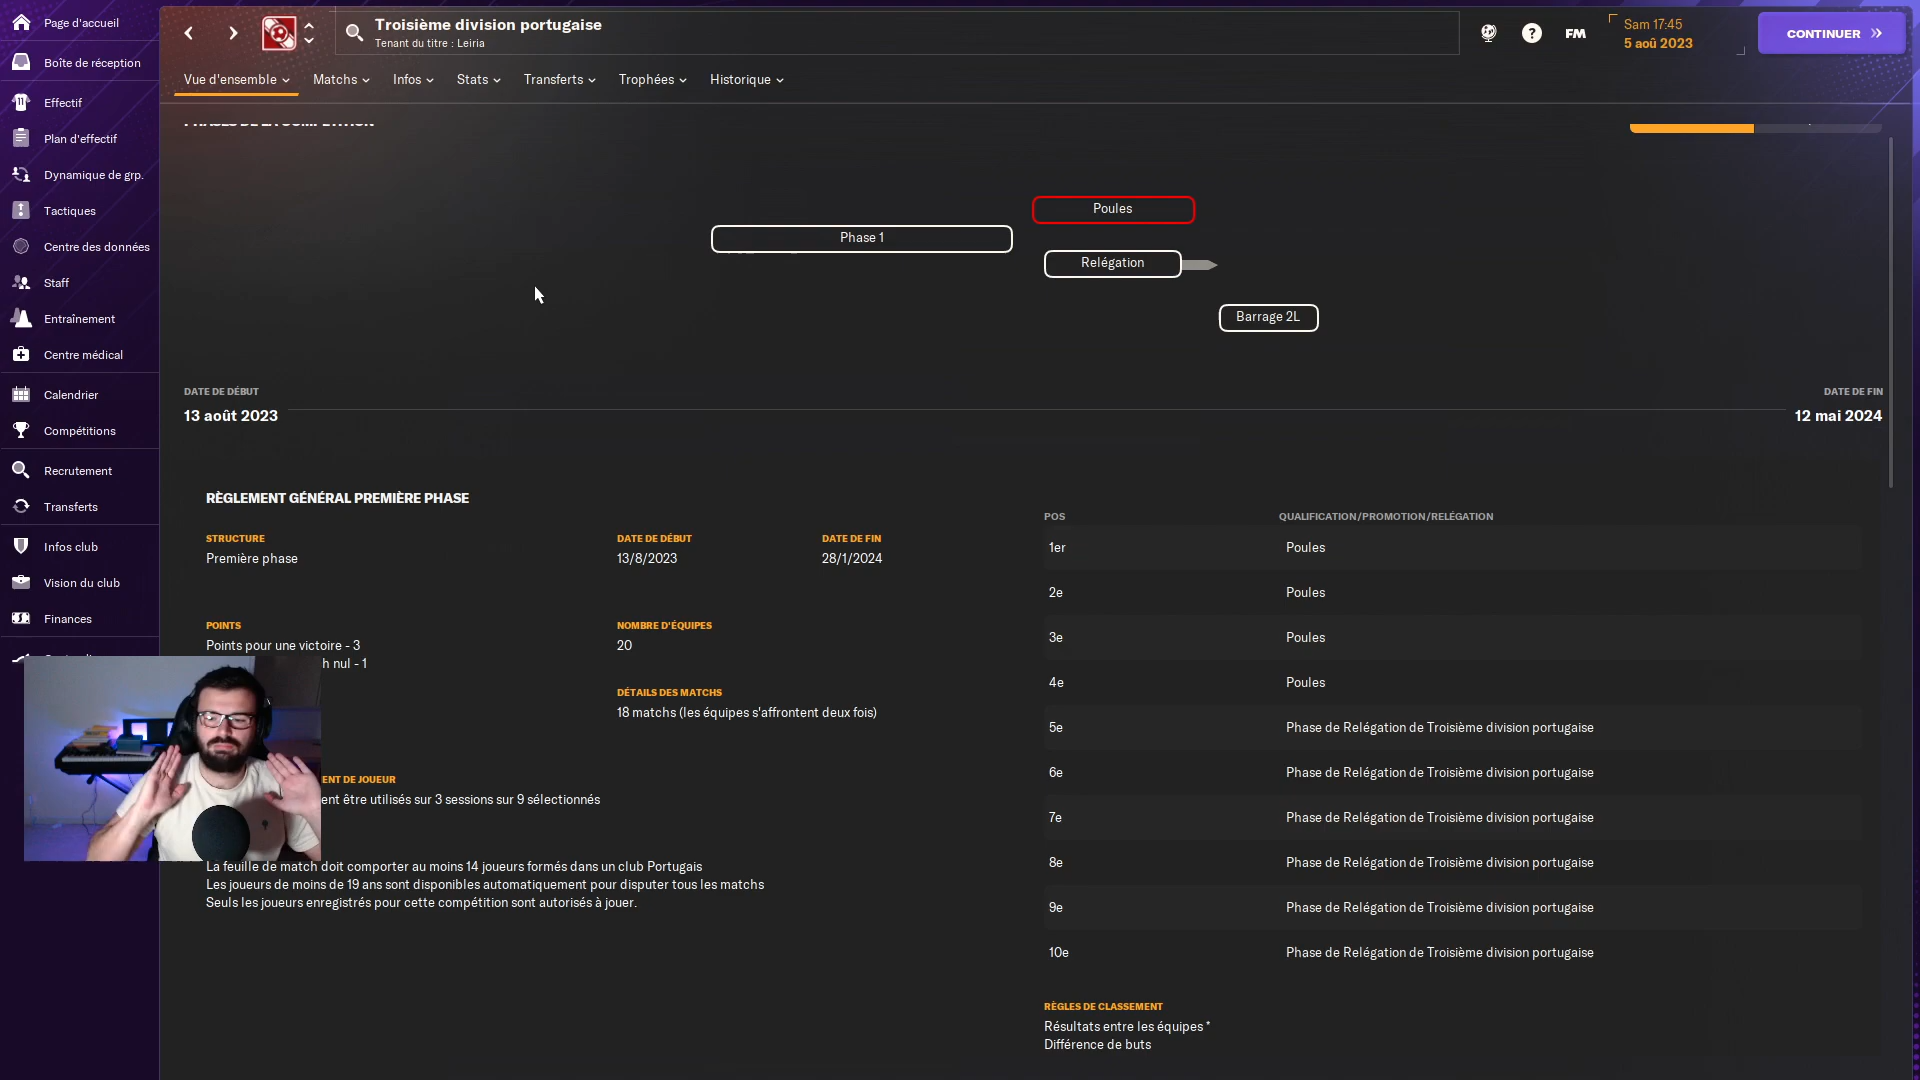 Page d'accueil
Boîte de réception
Effectif
Plan d'effectif
Dynamique de grp.
Tactiques
Centre des données
Staff
Entraînement
Centre médical
Calendrier
Compétitions
Recrutement
Transferts
Infos club
Vision du club
Finances
Troisième division portugaise
Tenant du titre : Leiria
FM
Sam 17:45
5 aoû 2023
CONTINUER
Vue d'ensemble
Matchs
Infos
Stats
Transferts
Trophées
Historique
PHASES DE LA COMPÉTITION
Poules
Phase 1
Relégation
Barrage 2L
DATE DE DÉBUT
13 août 2023
DATE DE FIN
12 mai 2024
RÈGLEMENT GÉNÉRAL PREMIÈRE PHASE
STRUCTURE
Première phase
DATE DE DÉBUT
13/8/2023
DATE DE FIN
28/1/2024
POINTS
Points pour une victoire - 3
h nul - 1
NOMBRE D'ÉQUIPES
20
DÉTAILS DES MATCHS
18 matchs (les équipes s'affrontent deux fois)
ENT DE JOUEUR
ent être utilisés sur 3 sessions sur 9 sélectionnés
La feuille de match doit comporter au moins 14 joueurs formés dans un club Portugais
Les joueurs de moins de 19 ans sont disponibles automatiquement pour disputer tous les matchs
Seuls les joueurs enregistrés pour cette compétition sont autorisés à jouer.
POS QUALIFICATION/PROMOTION/RELÉGATION
1er Poules
2e Poules
3e Poules
4e Poules
5e Phase de Relégation de Troisième division portugaise
6e Phase de Relégation de Troisième division portugaise
7e Phase de Relégation de Troisième division portugaise
8e Phase de Relégation de Troisième division portugaise
9e Phase de Relégation de Troisième division portugaise
10e Phase de Relégation de Troisième division portugaise
RÈGLES DE CLASSEMENT
Résultats entre les équipes *
Différence de buts